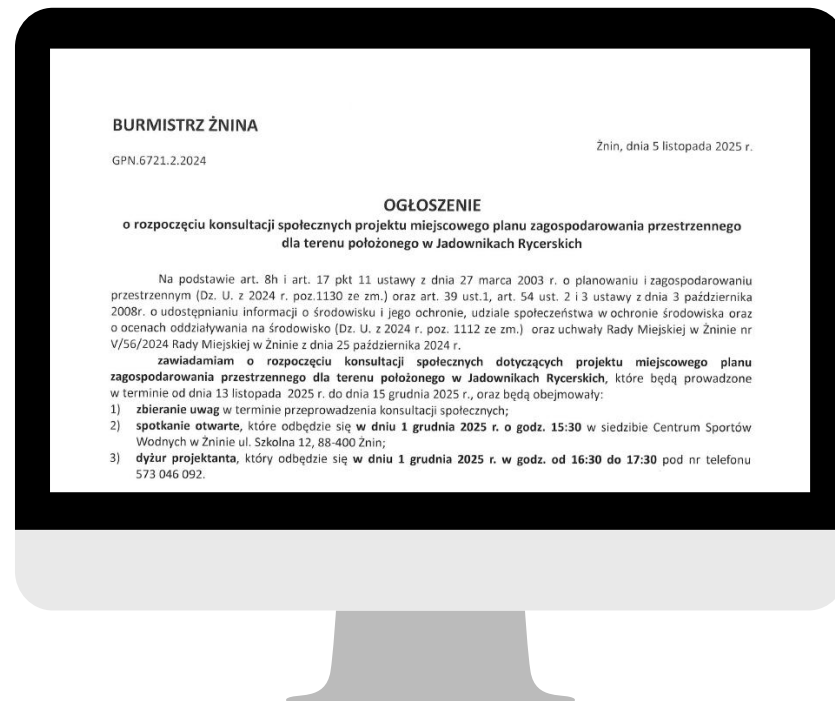 BURMISTRZ ŻNINA
Żnin, dnia 5 listopada 2025 r.
GPN.6721.2.2024
OGŁOSZENIE
o rozpoczęciu konsultacji społecznych projektu miejscowego planu zagospodarowania przestrzennego
dla terenu położonego w Jadownikach Rycerskich
Na podstawie art. 8h i art. 17 pkt 11 ustawy z dnia 27 marca 2003 r. o planowaniu i zagospodarowaniu
przestrzennym (Dz. U. z 2024 r. poz.1130 ze zm.) oraz art. 39 ust.1, art. 54 ust. 2 i 3 ustawy z dnia 3 października
2008r. o udostępnianiu informacji o środowisku i jego ochronie, udziale społeczeństwa w ochronie środowiska oraz
o ocenach oddziaływania na środowisko (Dz. U. z 2024 r. poz. 1112 ze zm.) oraz uchwały Rady Miejskiej w Żninie nr
V/56/2024 Rady Miejskiej w Żninie z dnia 25 października 2024 r.
zawiadamiam o rozpoczęciu konsultacji społecznych dotyczących projektu miejscowego planu
zagospodarowania przestrzennego dla terenu położonego w Jadownikach Rycerskich, które będą prowadzone
w terminie od dnia 13 listopada 2025 r. do dnia 15 grudnia 2025 r., oraz będą obejmowały:
1) zbieranie uwag w terminie przeprowadzenia konsultacji społecznych;
2) spotkanie otwarte, które odbędzie się w dniu 1 grudnia 2025 r. o godz. 15:30 w siedzibie Centrum Sportów
Wodnych w Żninie ul. Szkolna 12, 88-400 Żnin;
3) dyżur projektanta, który odbędzie się w dniu 1 grudnia 2025 r. w godz. od 16:30 do 17:30 pod nr telefonu
573 046 092.